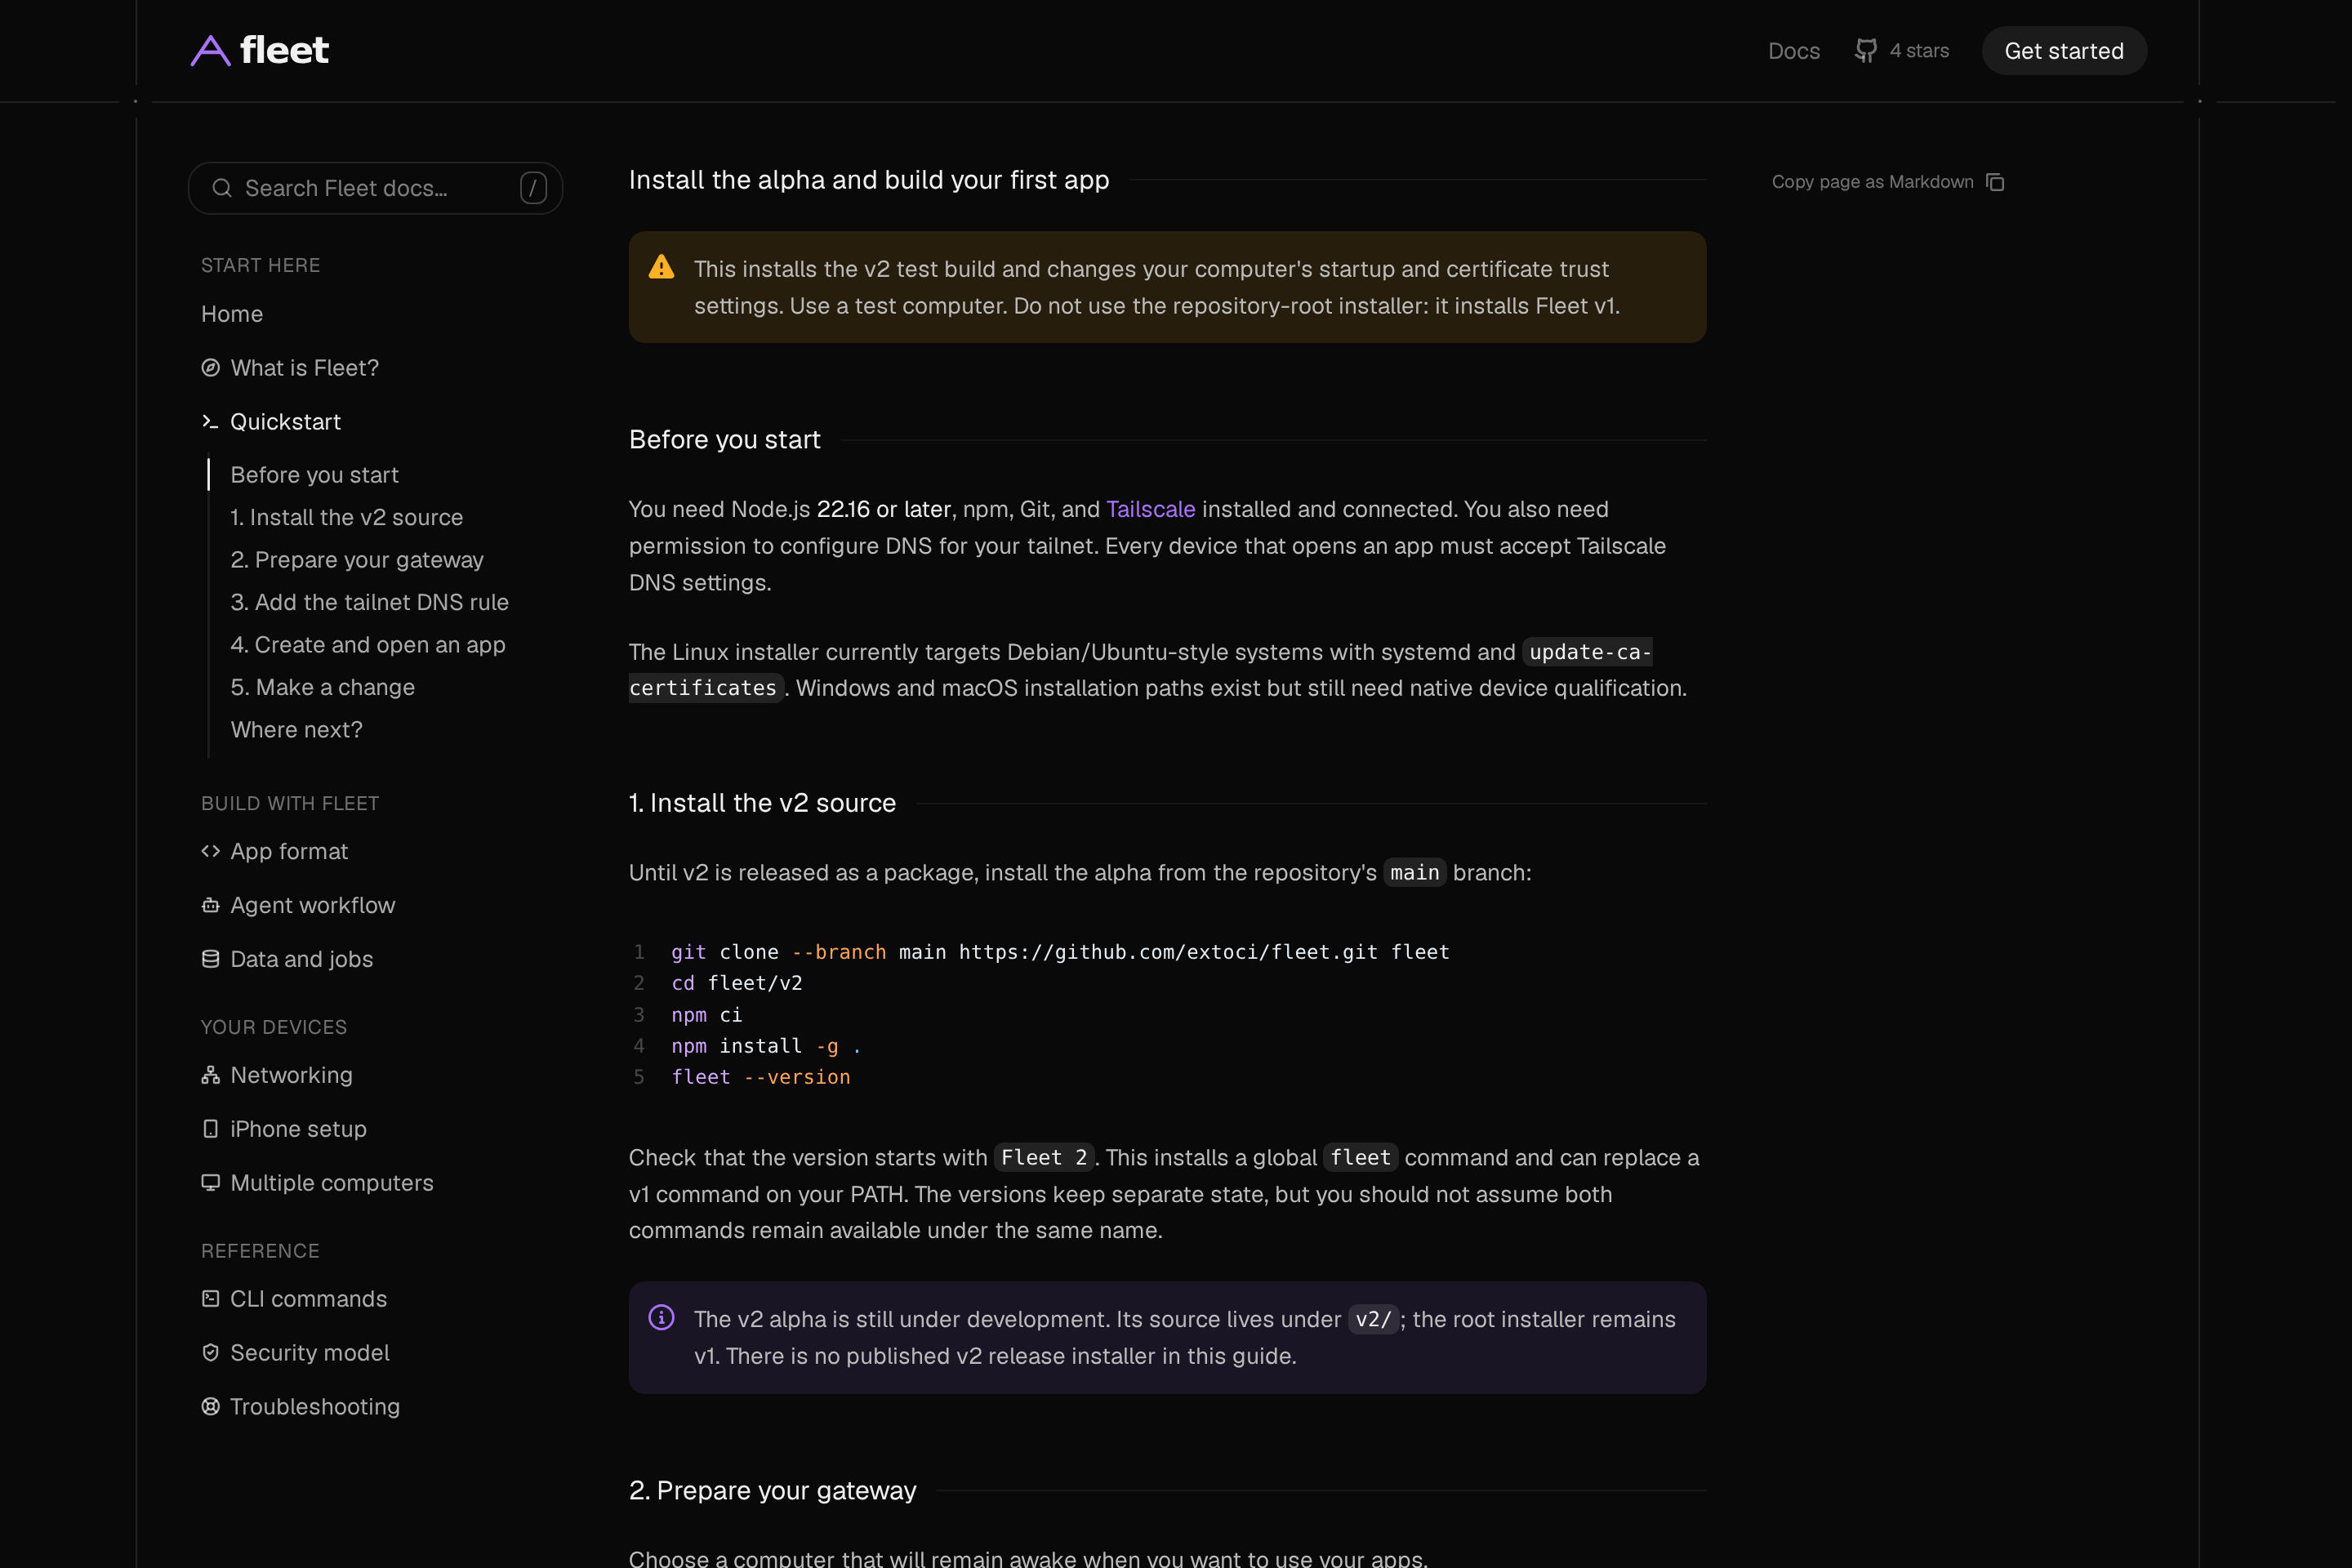 fleet
Docs
4 stars
Get started
Search Fleet docs...
/
START HERE
Home
What is Fleet?
Quickstart
Before you start
1. Install the v2 source
2. Prepare your gateway
3. Add the tailnet DNS rule
4. Create and open an app
5. Make a change
Where next?
BUILD WITH FLEET
App format
Agent workflow
Data and jobs
YOUR DEVICES
Networking
iPhone setup
Multiple computers
REFERENCE
CLI commands
Security model
Troubleshooting
Install the alpha and build your first app
This installs the v2 test build and changes your computer's startup and certificate trust
settings. Use a test computer. Do not use the repository-root installer: it installs Fleet v1.
Before you start
You need Node.js 22.16 or later, npm, Git, and Tailscale installed and connected. You also need
permission to configure DNS for your tailnet. Every device that opens an app must accept Tailscale
DNS settings.
The Linux installer currently targets Debian/Ubuntu-style systems with systemd and update-ca-
certificates. Windows and macOS installation paths exist but still need native device qualification.
1. Install the v2 source
Until v2 is released as a package, install the alpha from the repository's main branch:
1 git clone --branch main https://github.com/extoci/fleet.git fleet
2 cd fleet/v2
3 npm ci
4 npm install -g .
5 fleet --version
Check that the version starts with Fleet 2. This installs a global fleet command and can replace a
v1 command on your PATH. The versions keep separate state, but you should not assume both
commands remain available under the same name.
The v2 alpha is still under development. Its source lives under v2/; the root installer remains
v1. There is no published v2 release installer in this guide.
2. Prepare your gateway
Choose a computer that will remain awake when you want to use your apps.
Copy page as Markdown